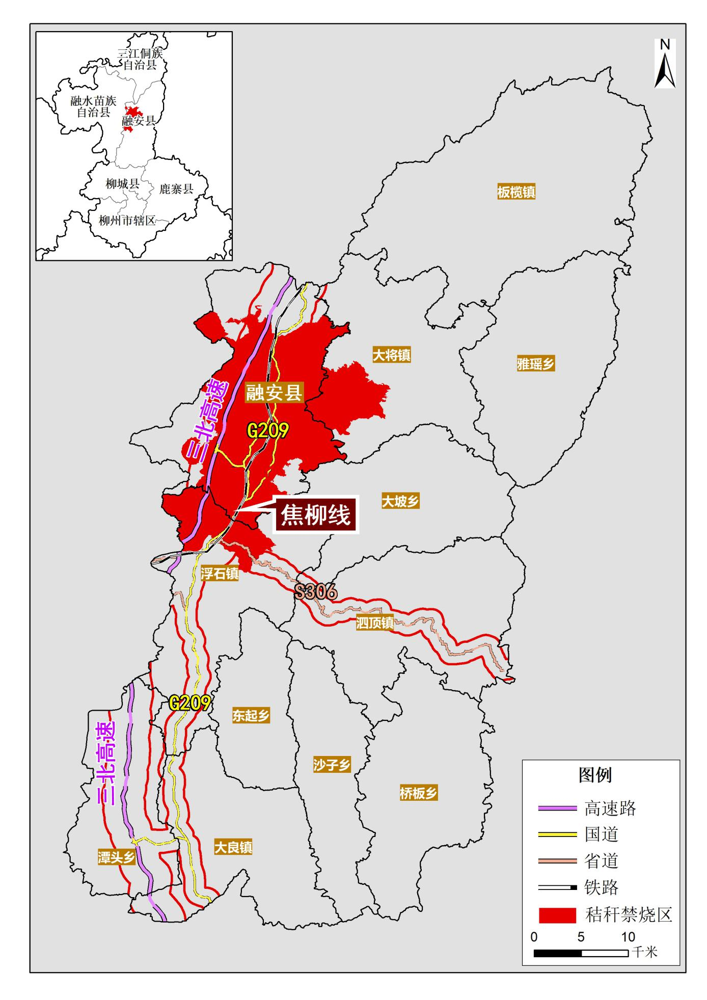 N
三江侗族
自治县
融水苗族
自治县
融安县
柳城县
鹿寨县
柳州市辖区
板榄镇
大将镇
雅瑶乡
三北高速
融安县
G209
大坡乡
焦柳线
浮石镇
S306
泗顶镇
G209
东起乡
三北高速
沙子乡
桥板乡
大良镇
潭头乡
图例
高速路
国道
省道
铁路
秸秆禁烧区
0 5 10
千米